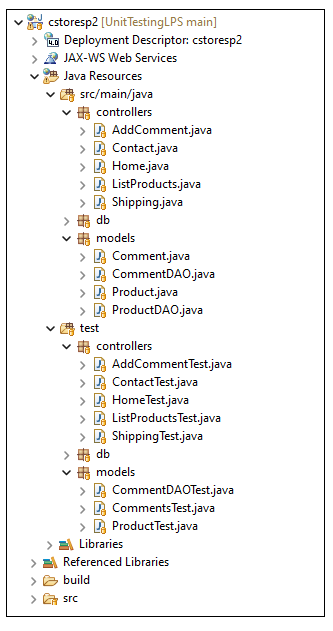 cstoresp2 [UnitTestingLPS main]
Deployment Descriptor: cstoresp2
JAX-WS Web Services
Java Resources
src/main/java
controllers
AddComment.java
Contact.java
Home.java
ListProducts.java
Shipping.java
db
models
Comment.java
CommentDAO.java
Product.java
ProductDAO.java
test
controllers
AddCommentTest.java
ContactTest.java
HomeTest.java
ListProductsTest.java
ShippingTest.java
db
models
CommentDAOTest.java
CommentsTest.java
ProductTest.java
Libraries
Referenced Libraries
build
src